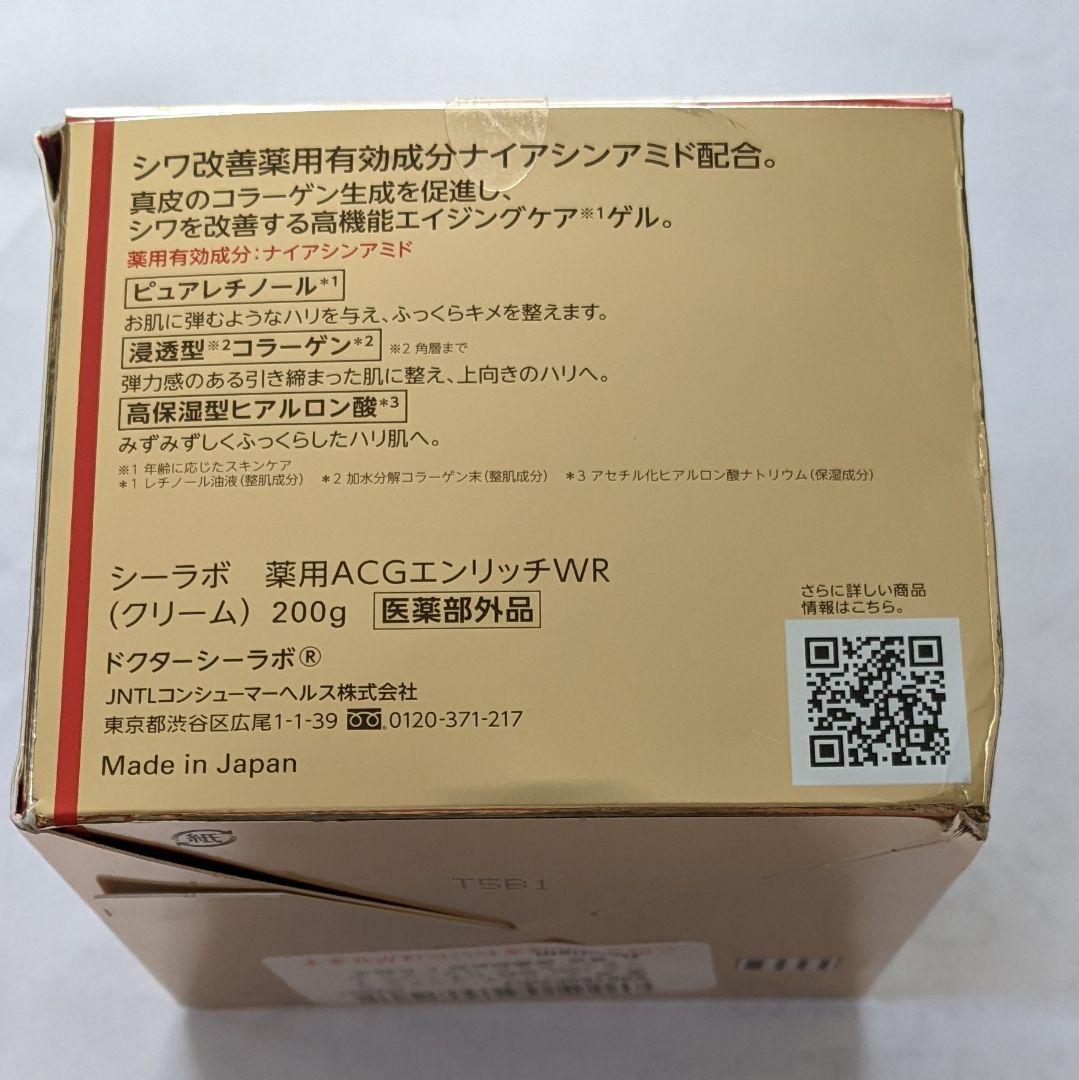 シワ改善薬用有効成分ナイアシンアミド配合。
真皮のコラーゲン生成を促進し、
シワを改善する高機能エイジングケア※1ゲル。
薬用有効成分：ナイアシンアミド
ピュアレチノール*1
お肌に弾むようなハリを与え、ふっくらキメを整えます。
浸透型※2コラーゲン*2 ※2 角層まで
弾力感のある引き締まった肌に整え、上向きのハリへ。
高保湿型ヒアルロン酸*3
みずみずしくふっくらしたハリ肌へ。
※1 年齢に応じたスキンケア
*1 レチノール油液（整肌成分） *2 加水分解コラーゲン末（整肌成分） *3 アセチル化ヒアルロン酸ナトリウム（保湿成分）
シーラボ 薬用ACGエンリッチWR
（クリーム） 200g 医薬部外品
ドクターシーラボ®
JNTLコンシューマーヘルス株式会社
東京都渋谷区広尾1-1-39 0120-371-217
Made in Japan
さらに詳しい商品
情報はこちら。
紙
T5B1